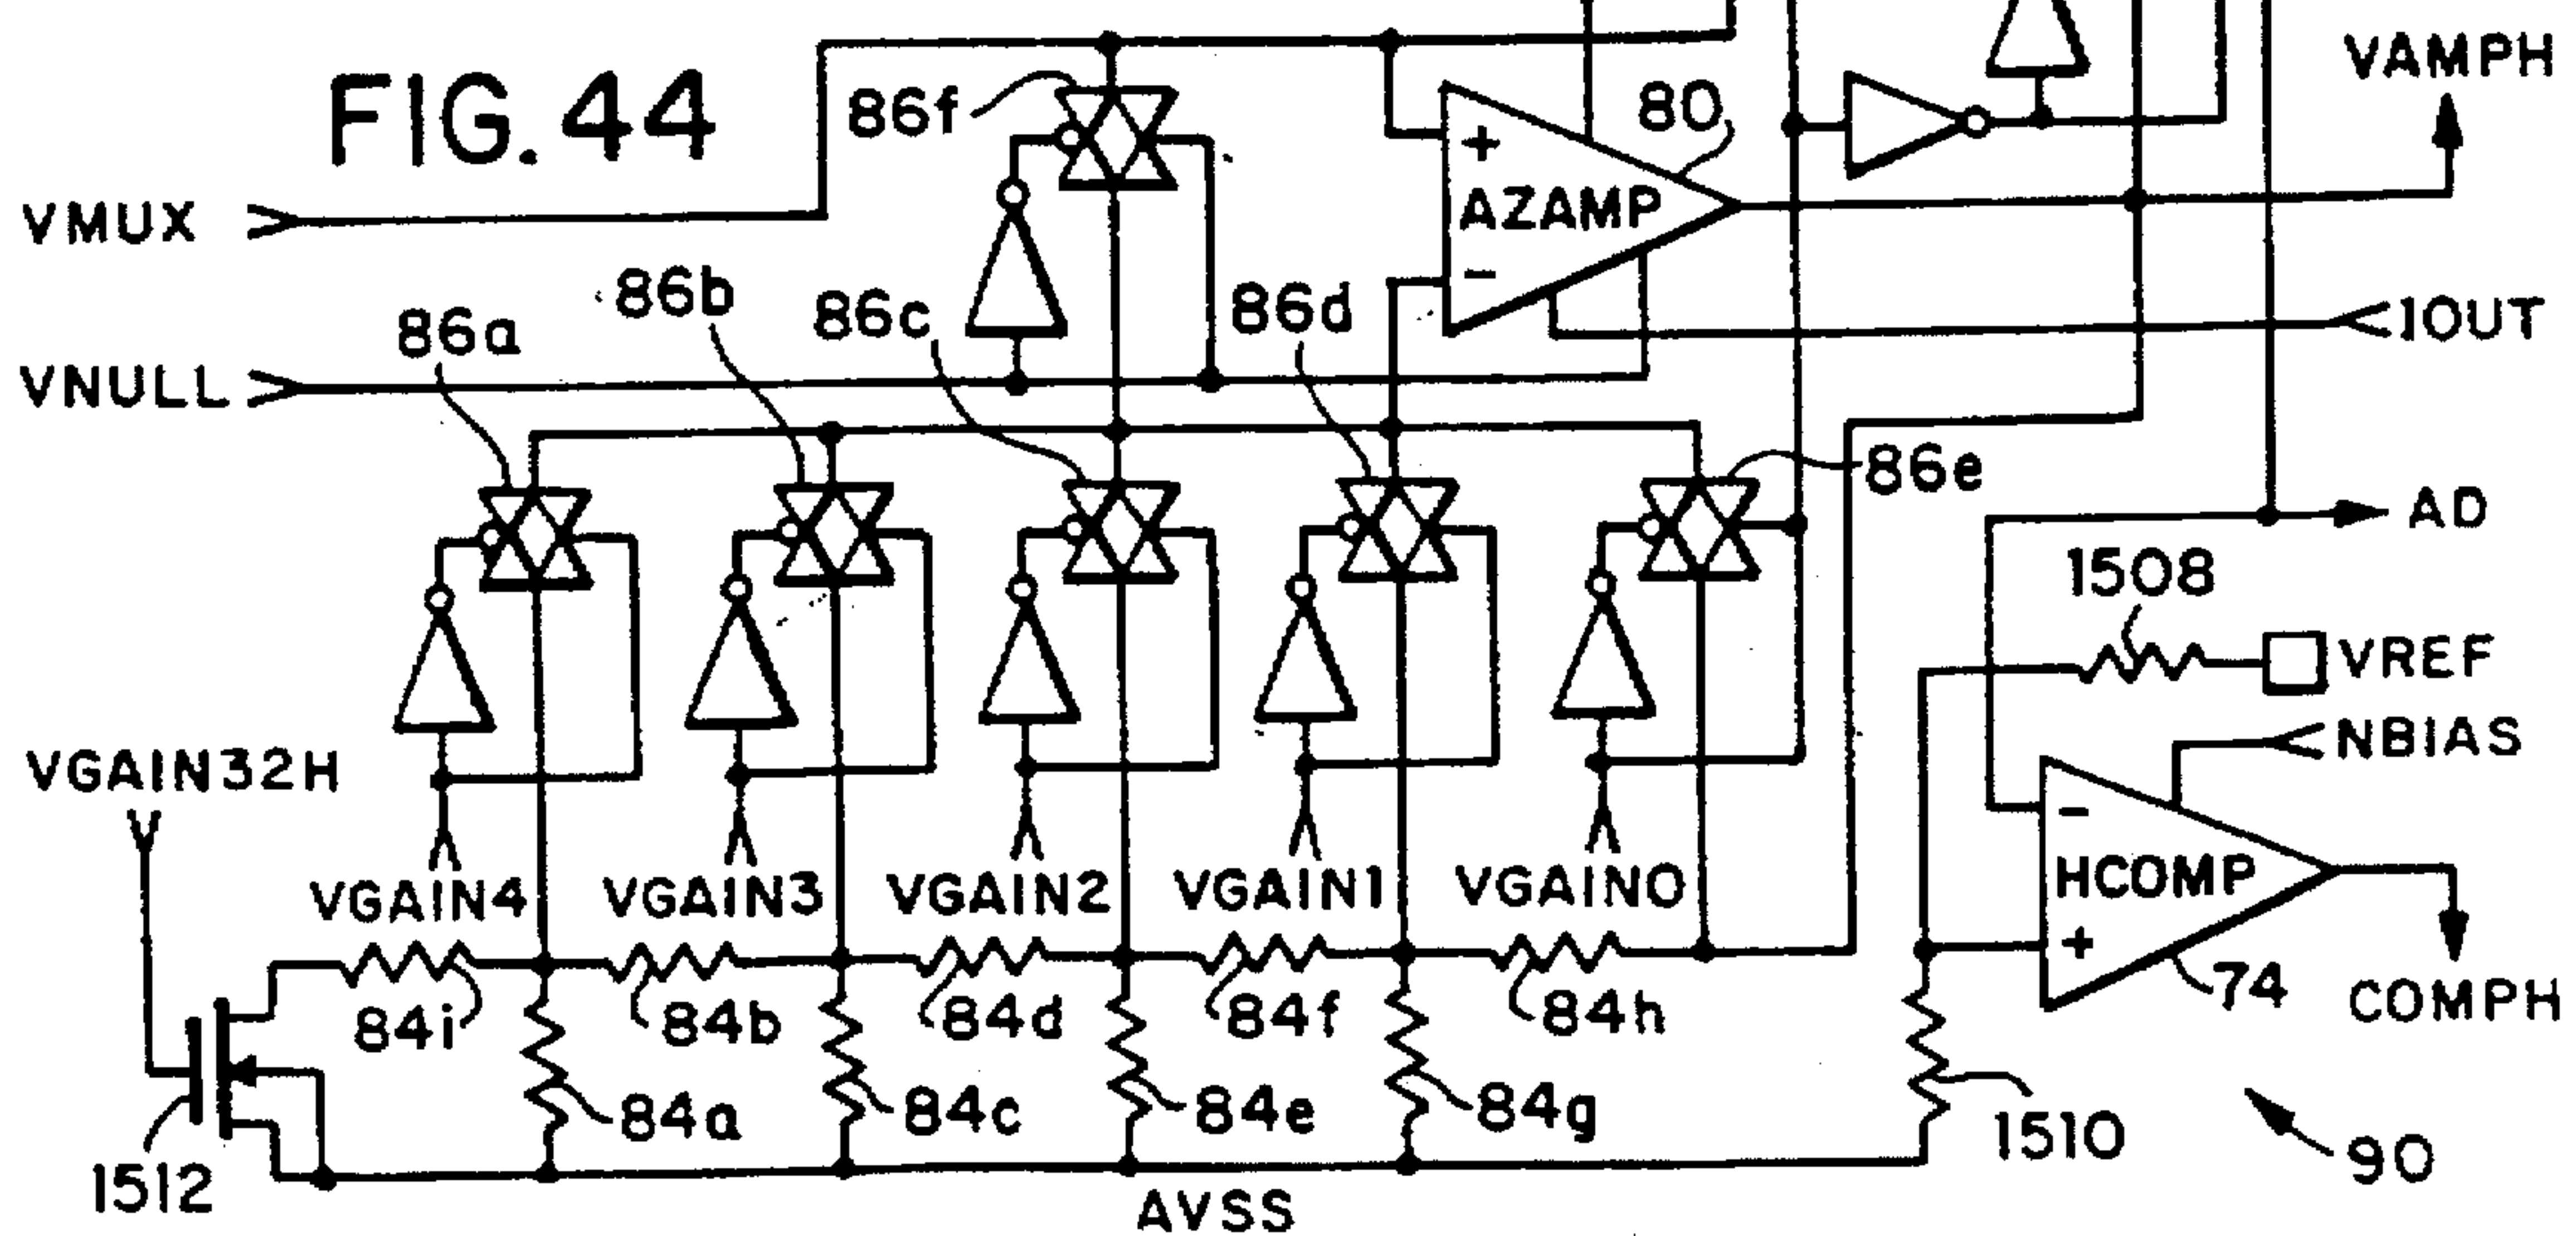 FIG. 44
VAMPH
86f
80
+
AZAMP
-
VMUX
86a
86b
86c
86d
1OUT
VNULL
86e
AD
1508
VREF
NBIAS
VGAIN32H
-
HCOMP
+
VGAIN4
VGAIN3
VGAIN2
VGAIN1
VGAIN0
74
COMPH
84i
84b
84d
84f
84h
84a
84c
84e
84g
1510
90
1512
AVSS